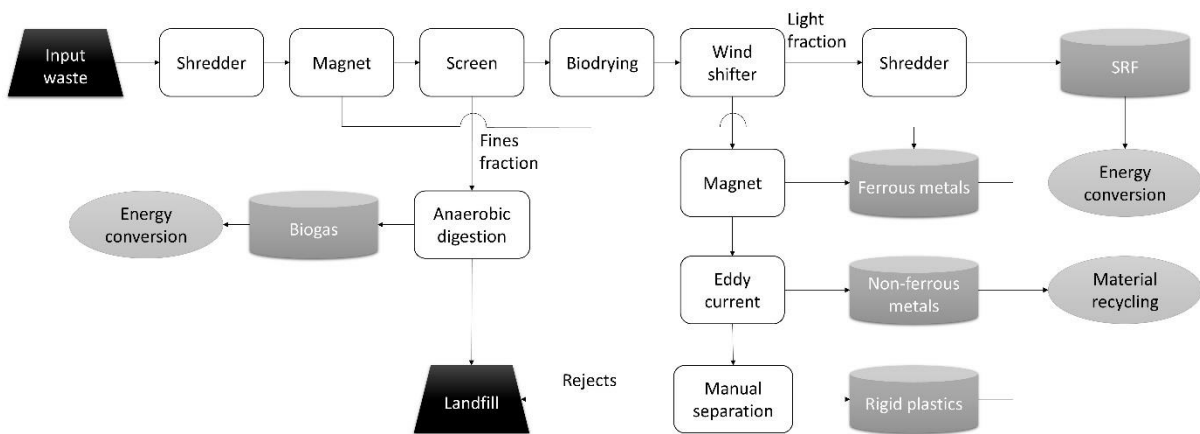 Input
waste
Shredder
Magnet
Screen
Biodrying
Wind
shifter
Light
fraction
Shredder
SRF
Fines
fraction
Magnet
Ferrous metals
Energy
conversion
Energy
conversion
Biogas
Anaerobic
digestion
Eddy
current
Non-ferrous
metals
Material
recycling
Landfill
Rejects
Manual
separation
Rigid plastics